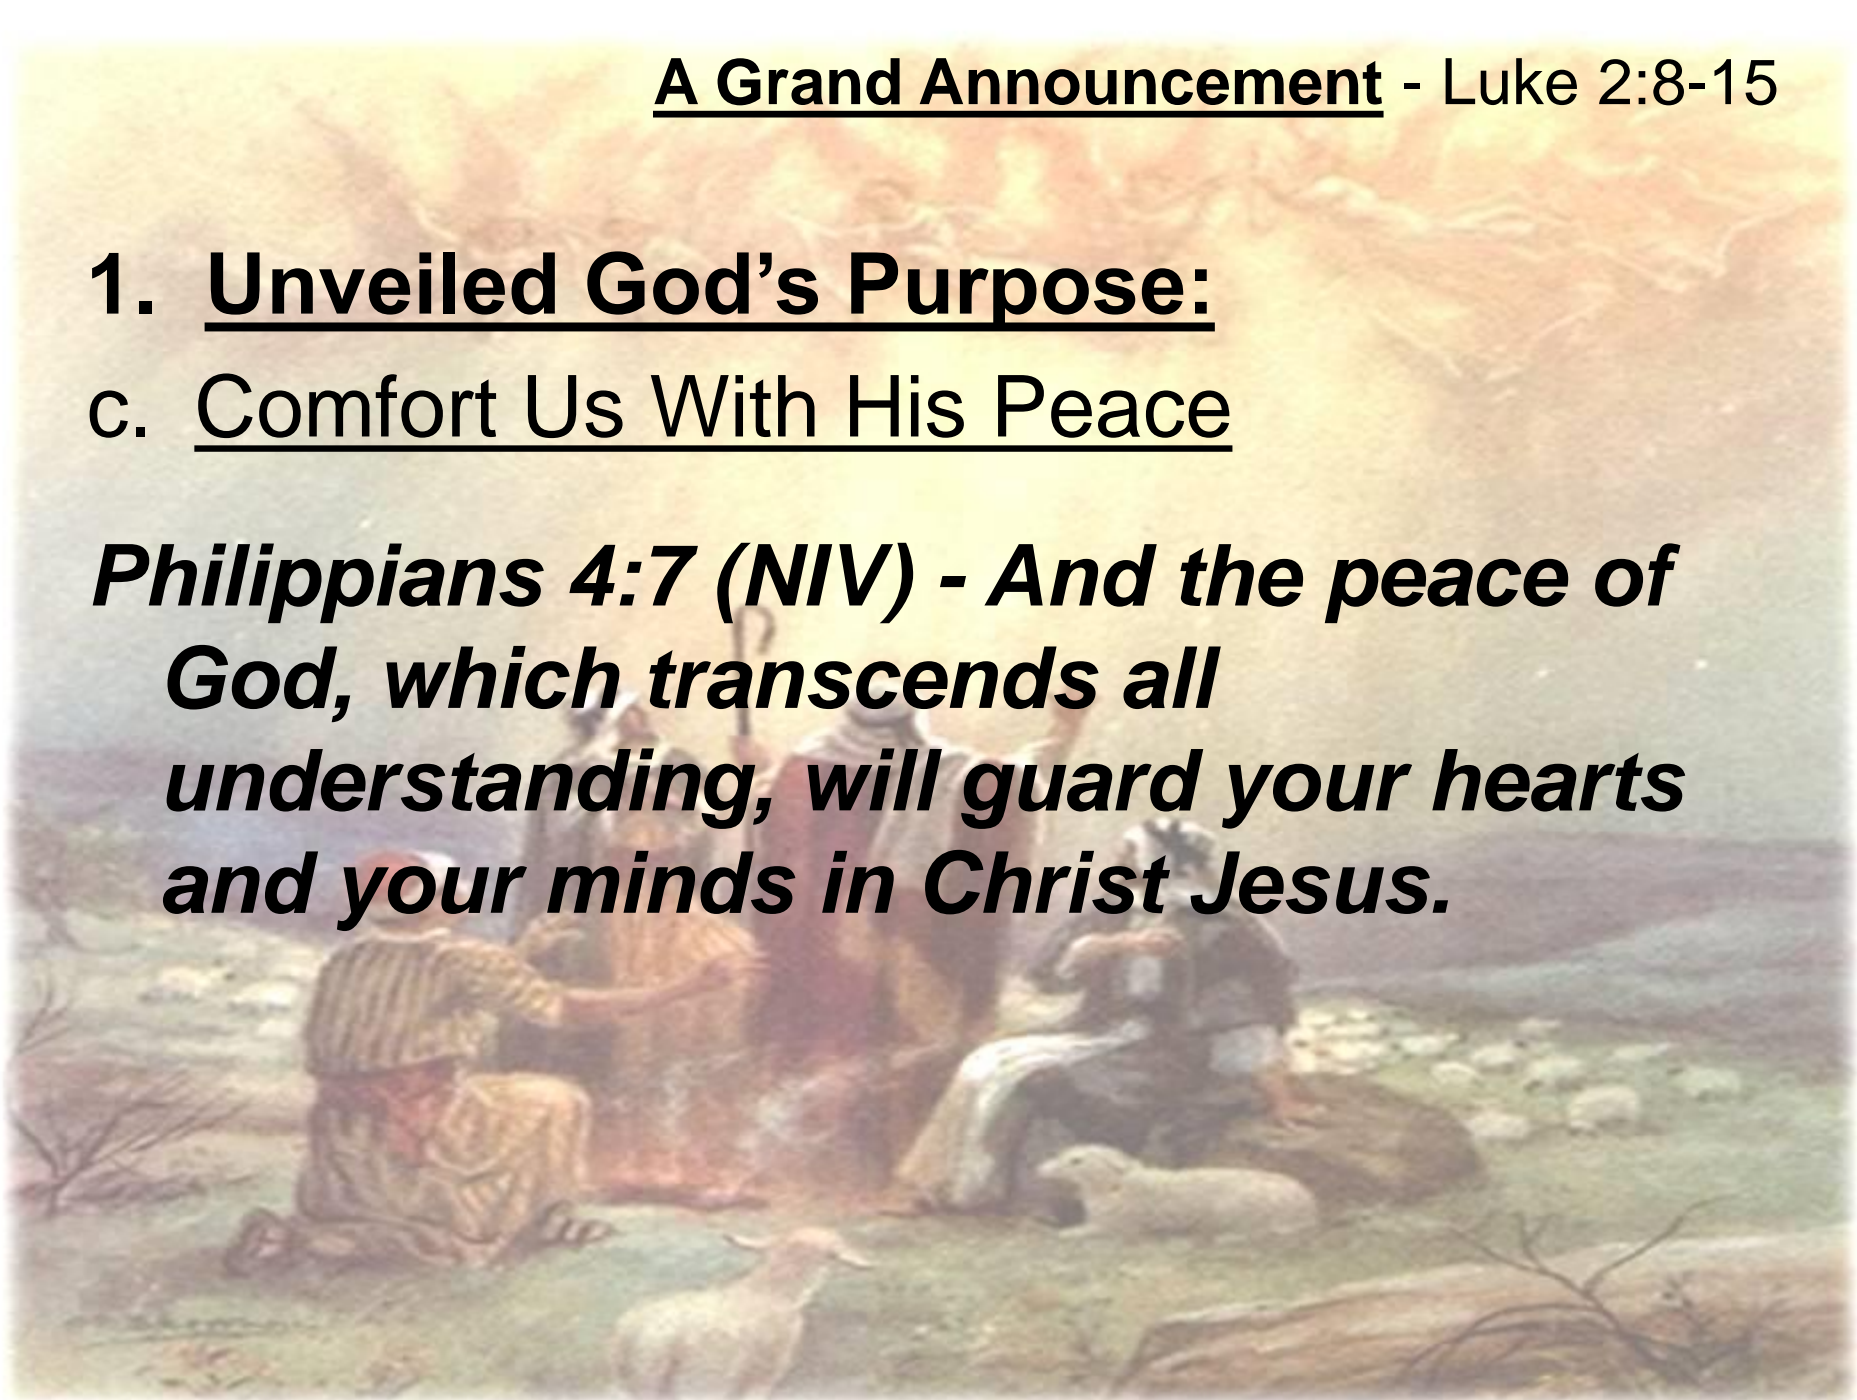 A Grand Announcement - Luke 2:8-15
1. Unveiled God’s Purpose:
c. Comfort Us With His Peace
Philippians 4:7 (NIV) - And the peace of
God, which transcends all
understanding, will guard your hearts
and your minds in Christ Jesus.